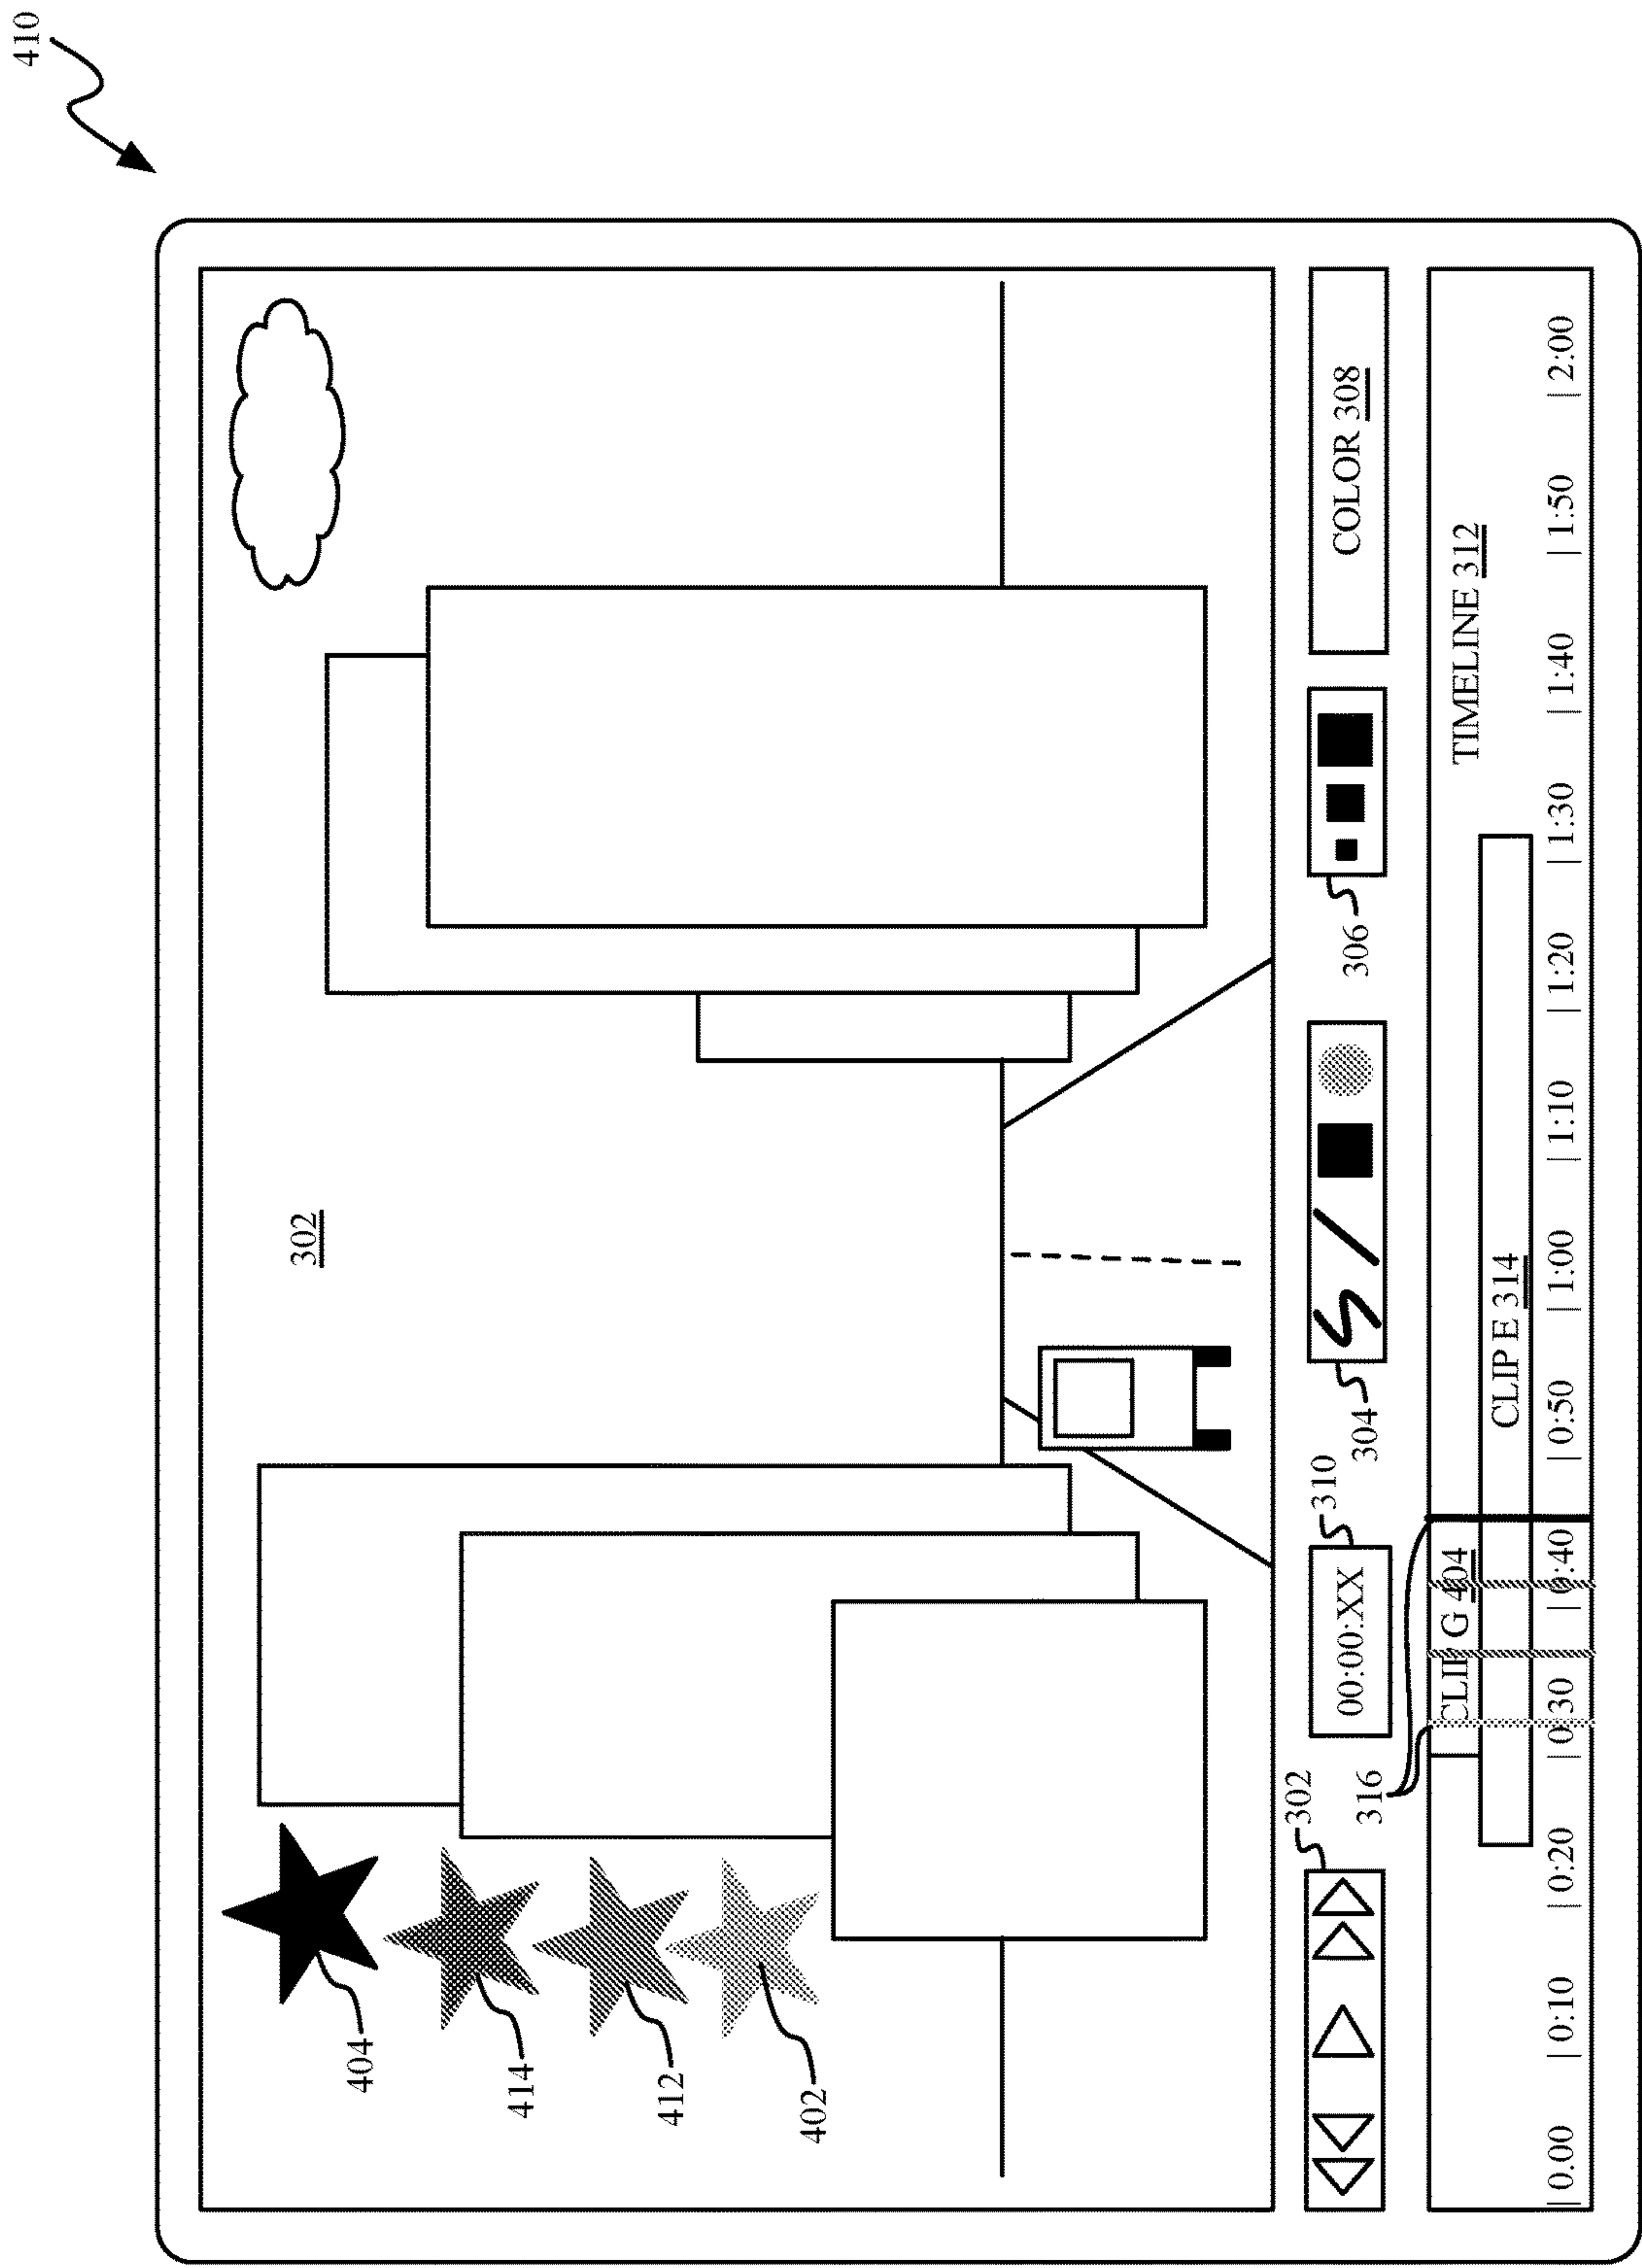 410
302
404
414
412
402
302
310
00:00:XX
304
306
COLOR 308
316
TIMELINE 312
CLIP G 404
CLIP E 314
|0.00 |0:10 |0:20 |0:30 |0:40 |0:50 |1:00 |1:10 |1:20 |1:30 |1:40 |1:50 |2:00